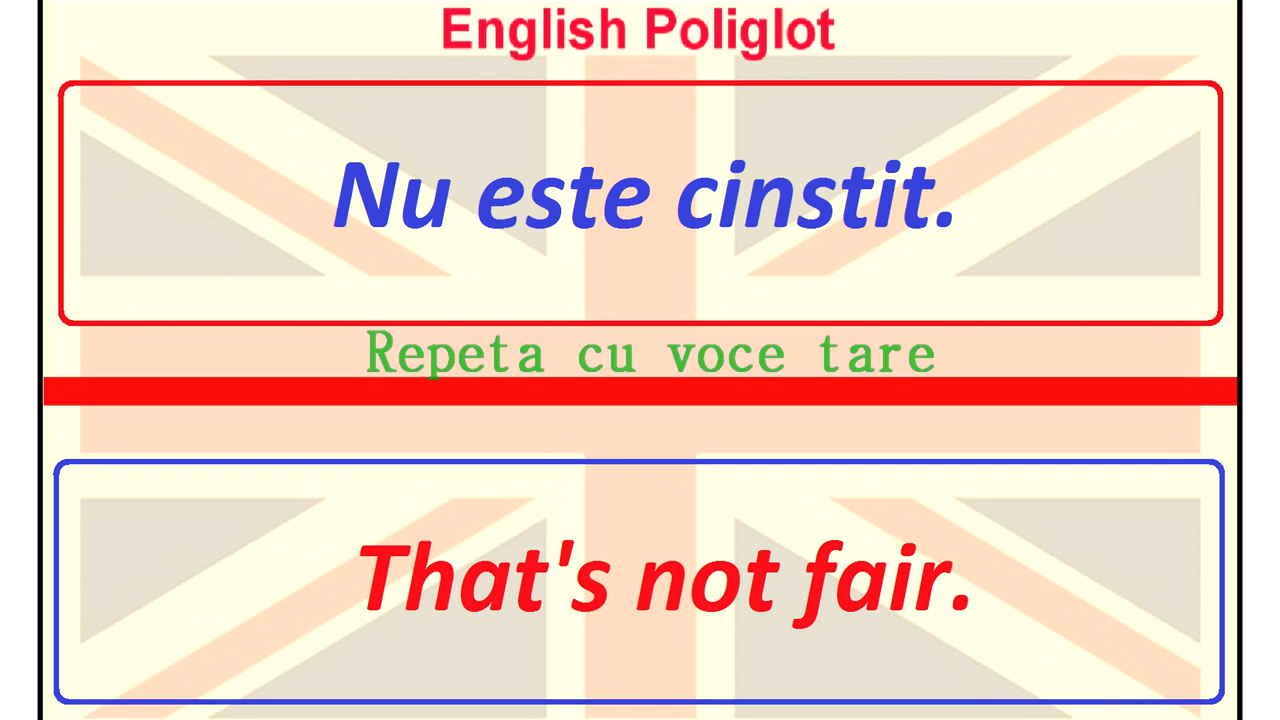 English Poliglot
Nu este cinstit.
Repeta cu voce tare
That's not fair.